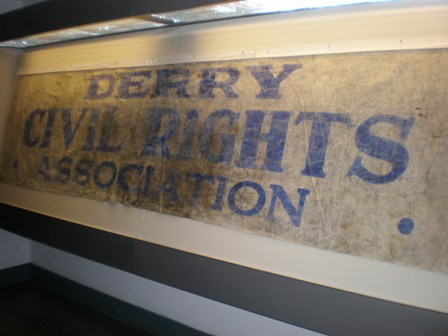 DERRY
CIVIL RIGHTS
ASSOCIATION